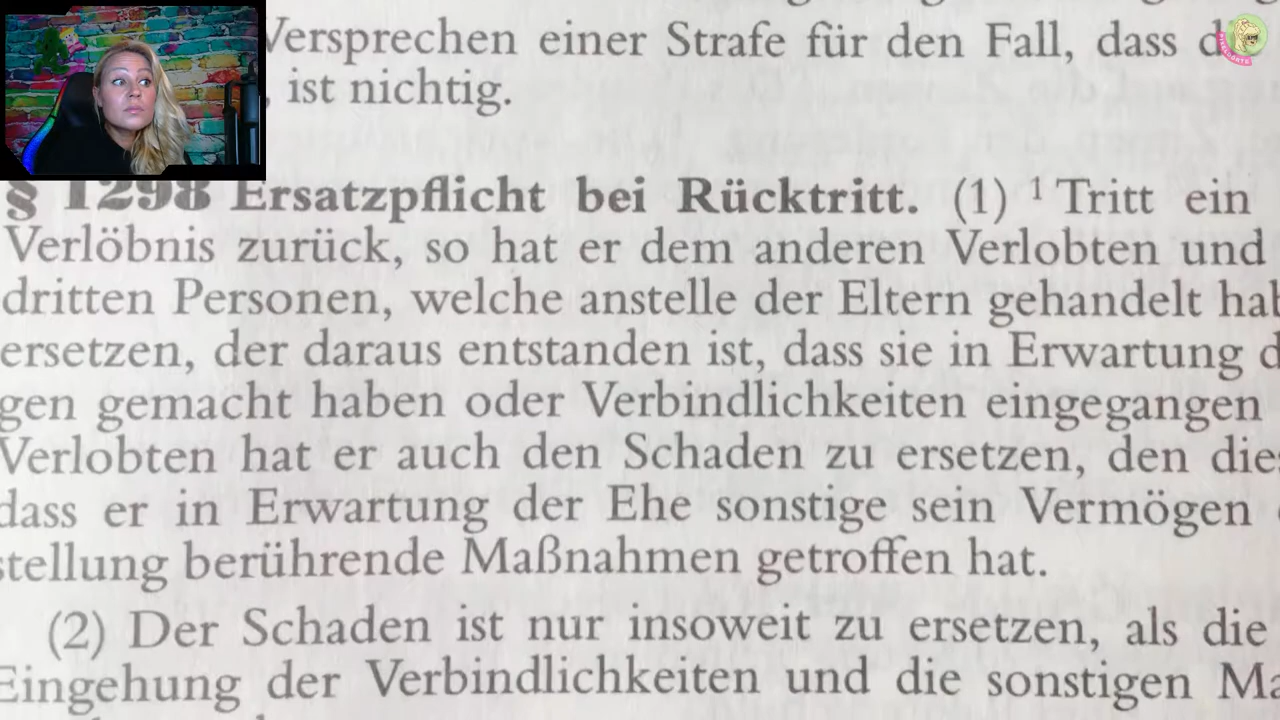 Versprechen einer Strafe für den Fall, dass
, ist nichtig.
§ 1298 Ersatzpflicht bei Rücktritt. (1) ¹ Tritt ein
Verlöbnis zurück, so hat er dem anderen Verlobten und
dritten Personen, welche anstelle der Eltern gehandelt
ersetzen, der daraus entstanden ist, dass sie in Erwartung
gen gemacht haben oder Verbindlichkeiten eingegangen
Verlobten hat er auch den Schaden zu ersetzen, den
dass er in Erwartung der Ehe sonstige sein Vermögen
stellung berührende Maßnahmen getroffen hat.
(2) Der Schaden ist nur insoweit zu ersetzen, als die
Eingehung der Verbindlichkeiten und die sonstigen